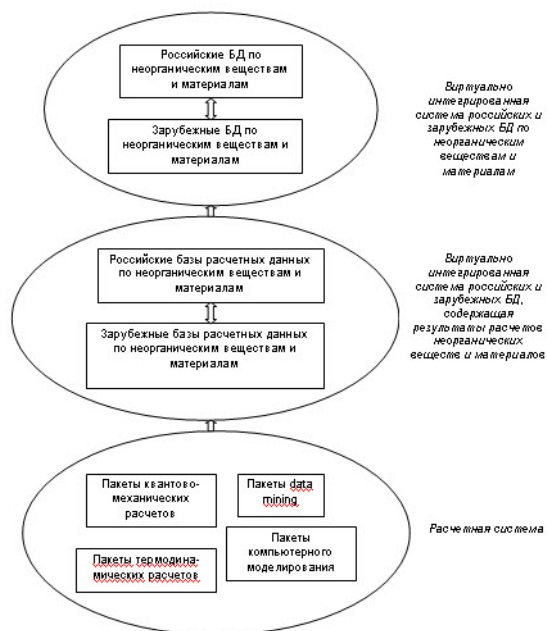 Российские БД по
неорганическим веществам
и материалам
Зарубежные БД по
неорганическим веществам и
материалам
Виртуально
интегрированная
система российских и
зарубежных БД по
неорганическим
веществам и
материалам
Российские базы расчетных данных
по неорганическим веществам и
материалам
Зарубежные базы расчетных данных
по неорганическим веществам и
материалам
Виртуально
интегрированная
система российских и
зарубежных БД,
содержащая
результаты расчетов
неорганических
веществ и материалов
Пакеты квантово-
механических
расчетов
Пакеты data
mining
Пакеты термодина-
мических расчетов
Пакеты
компьютерного
моделирования
Расчетная система